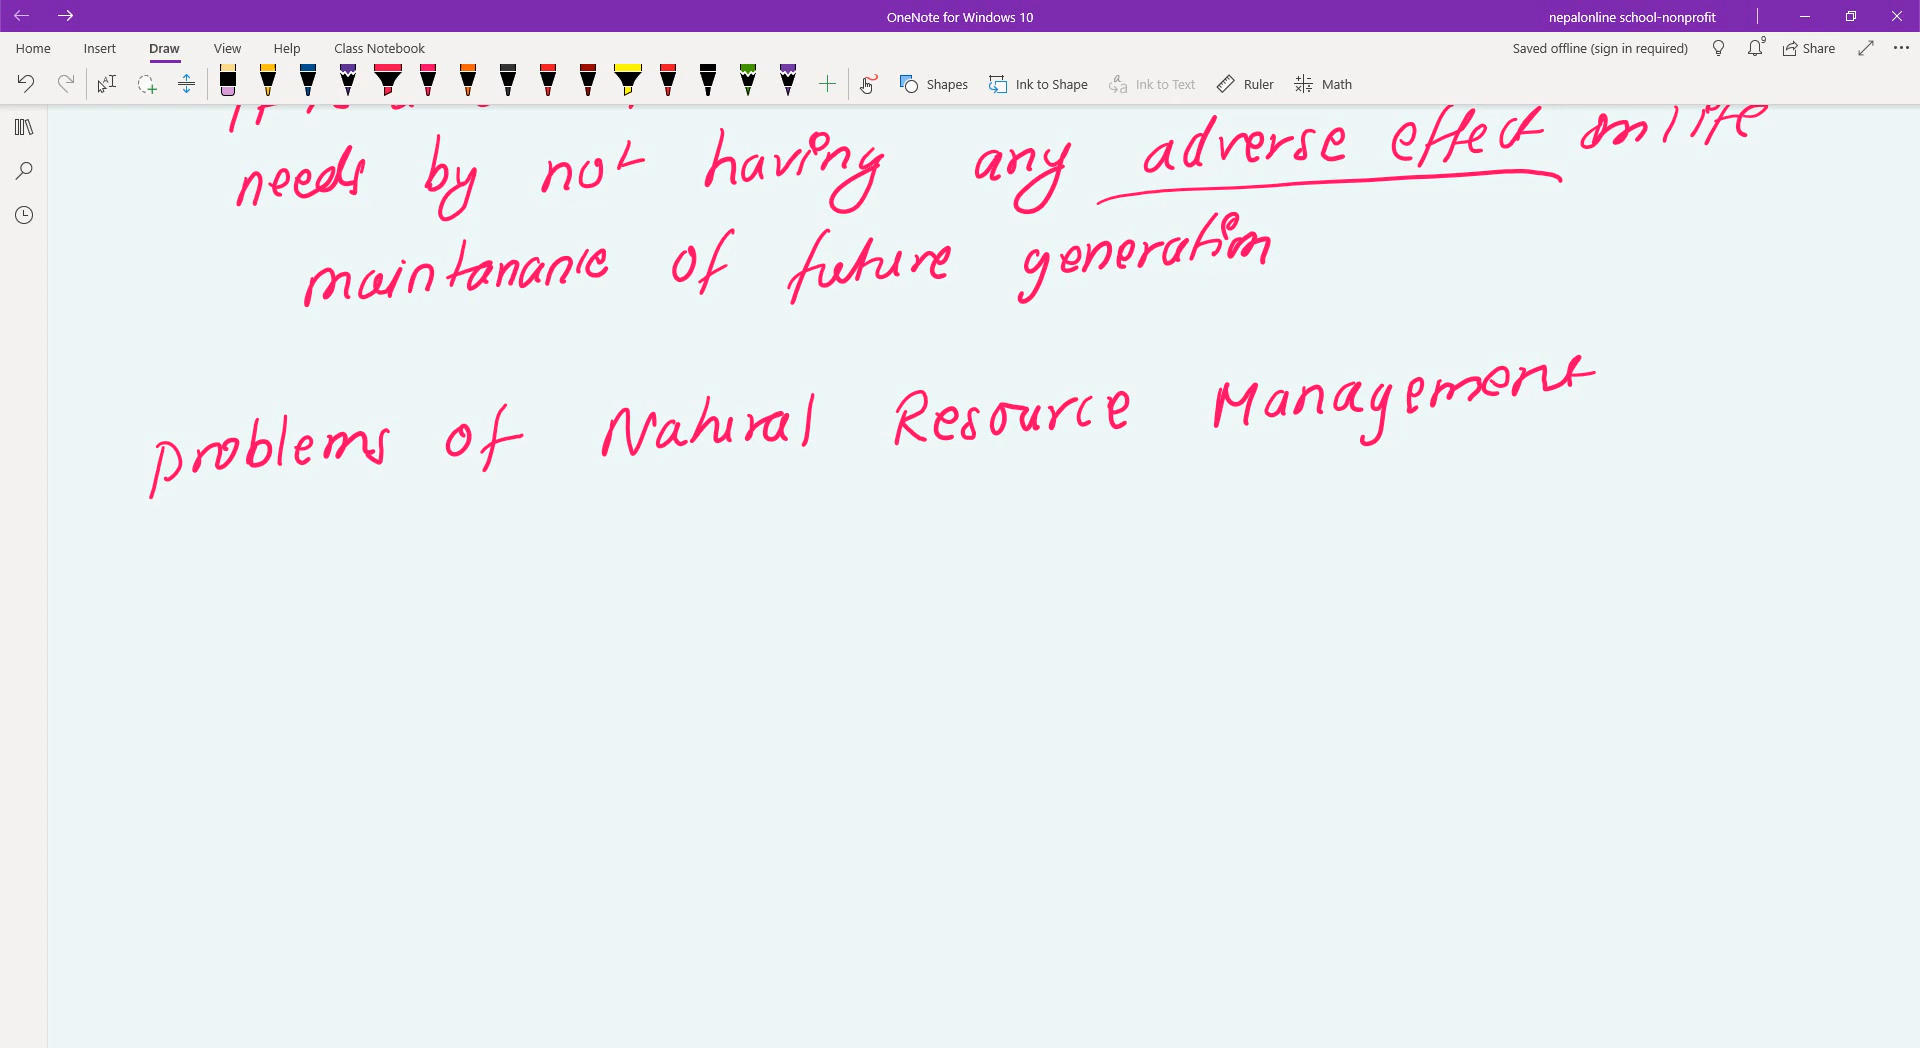 OneNote for Windows 10
nepalonline school-nonprofit
Home Insert Draw View Help Class Notebook
Saved offline (sign in required)
9
Share
Shapes Ink to Shape Ink to Text Ruler Math
needs by not having any adverse effect on life
maintananle of future generation
Problems of Natural Resource Management